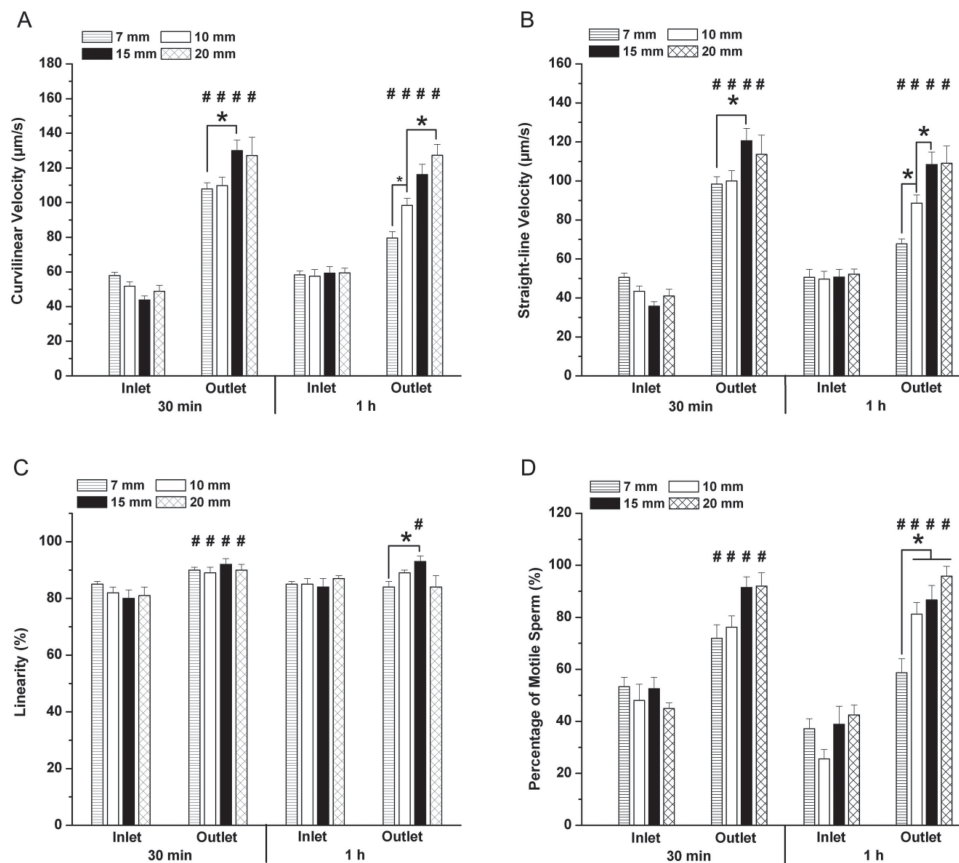 A
7 mm 10 mm
15 mm 20 mm
180
160
140
120
100
80
60
40
20
0
Curvilinear Velocity (μm/s)
# # # #
*
# # # #
*
*
Inlet Outlet Inlet Outlet
30 min 1 h
B
7 mm 10 mm
15 mm 20 mm
160
140
120
100
80
60
40
20
0
Straight-line Velocity (μm/s)
# # # #
*
# # # #
*
*
Inlet Outlet Inlet Outlet
30 min 1 h
C
7 mm 10 mm
15 mm 20 mm
100
80
60
40
20
0
Linearity (%)
# # # #
#
*
Inlet Outlet Inlet Outlet
30 min 1 h
D
7 mm 10 mm
15 mm 20 mm
120
100
80
60
40
20
0
Percentage of Motile Sperm (%)
# # # #
# # # #
*
Inlet Outlet Inlet Outlet
30 min 1 h